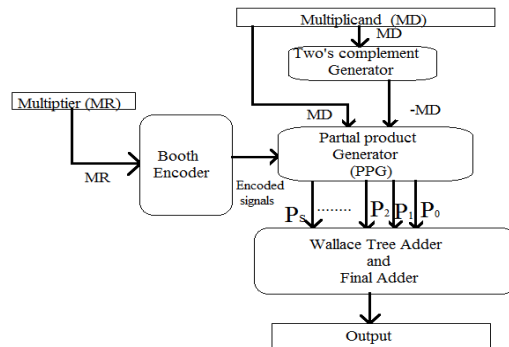 Multiplicand (MD)
MD
Two's complement
Generator
Multiptier (MR)
MD
-MD
MR
Booth
Encoder
Encoded
signals
Partial product
Generator
(PPG)
PS ........ P2 P1 P0
Wallace Tree Adder
and
Final Adder
Output